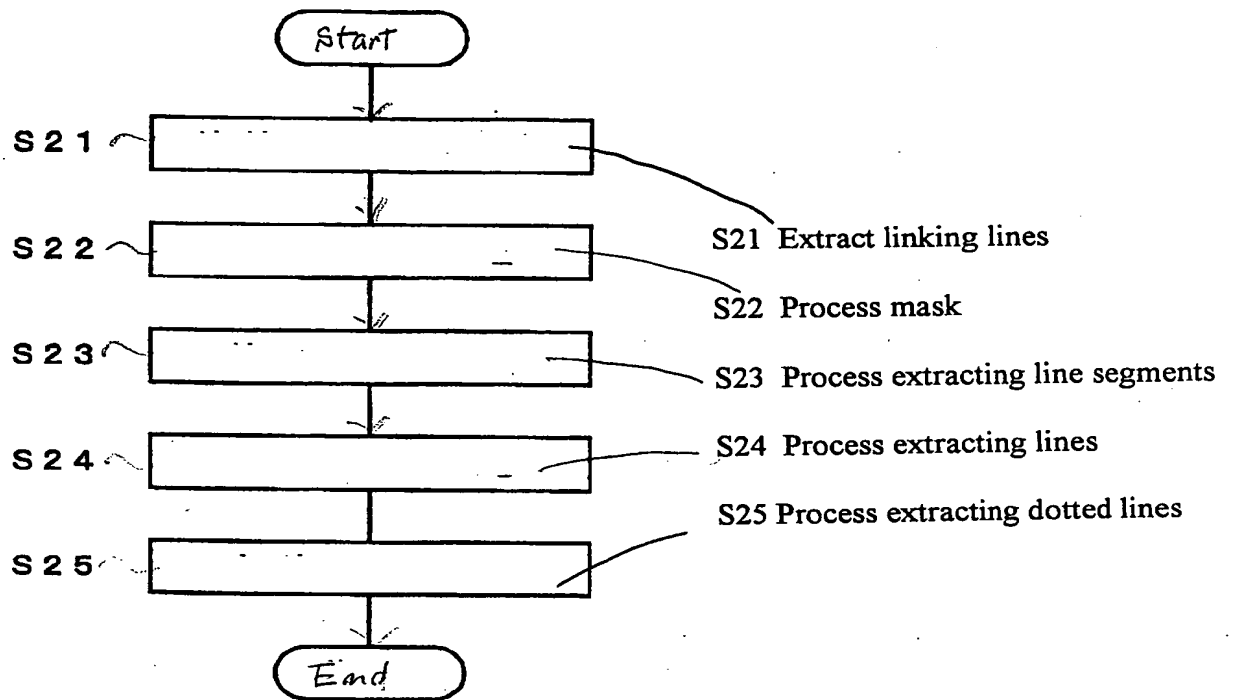 Start
S21
S21 Extract linking lines
S22
S22 Process mask
S23
S23 Process extracting line segments
S24
S24 Process extracting lines
S25 Process extracting dotted lines
S25
End